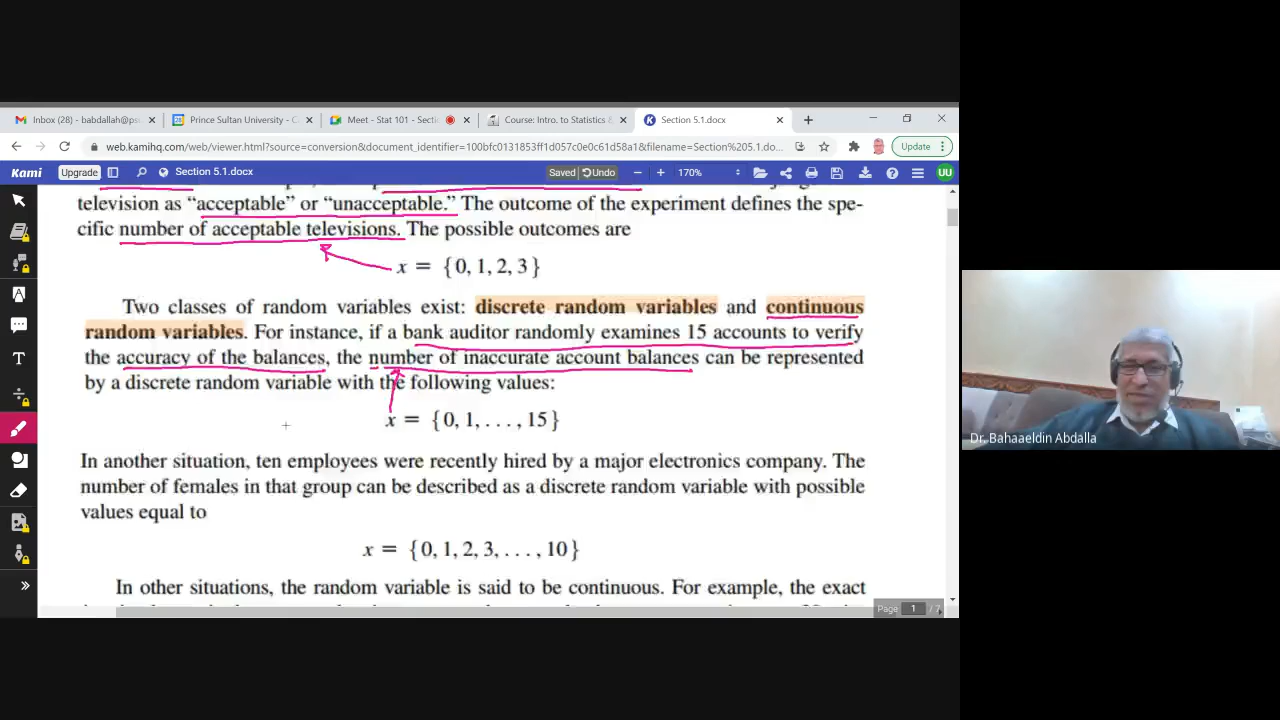 Inbox (28) - babdallah@ps
Prince Sultan University - C
Meet - Stat 101 - Secti
Course: Intro. to Statistics &
Section 5.1.docx
web.kamihq.com/web/viewer.html?source=conversion&document_identifier=100bfc0131853ff1d057c0e0c61d58a1&filename=Section%205.1.do...
Update
Kami
Upgrade
Section 5.1.docx
Saved
Undo
170%
UU
television as “acceptable” or “unacceptable.” The outcome of the experiment defines the spe-
cific number of acceptable televisions. The possible outcomes are
x = {0, 1, 2, 3}
Two classes of random variables exist: discrete random variables and continuous
random variables. For instance, if a bank auditor randomly examines 15 accounts to verify
the accuracy of the balances, the number of inaccurate account balances can be represented
by a discrete random variable with the following values:
x = {0, 1, . . . , 15}
In another situation, ten employees were recently hired by a major electronics company. The
number of females in that group can be described as a discrete random variable with possible
values equal to
x = {0, 1, 2, 3, . . . , 10}
In other situations, the random variable is said to be continuous. For example, the exact
Page 1 / 7
Dr. Bahaaeldin Abdalla